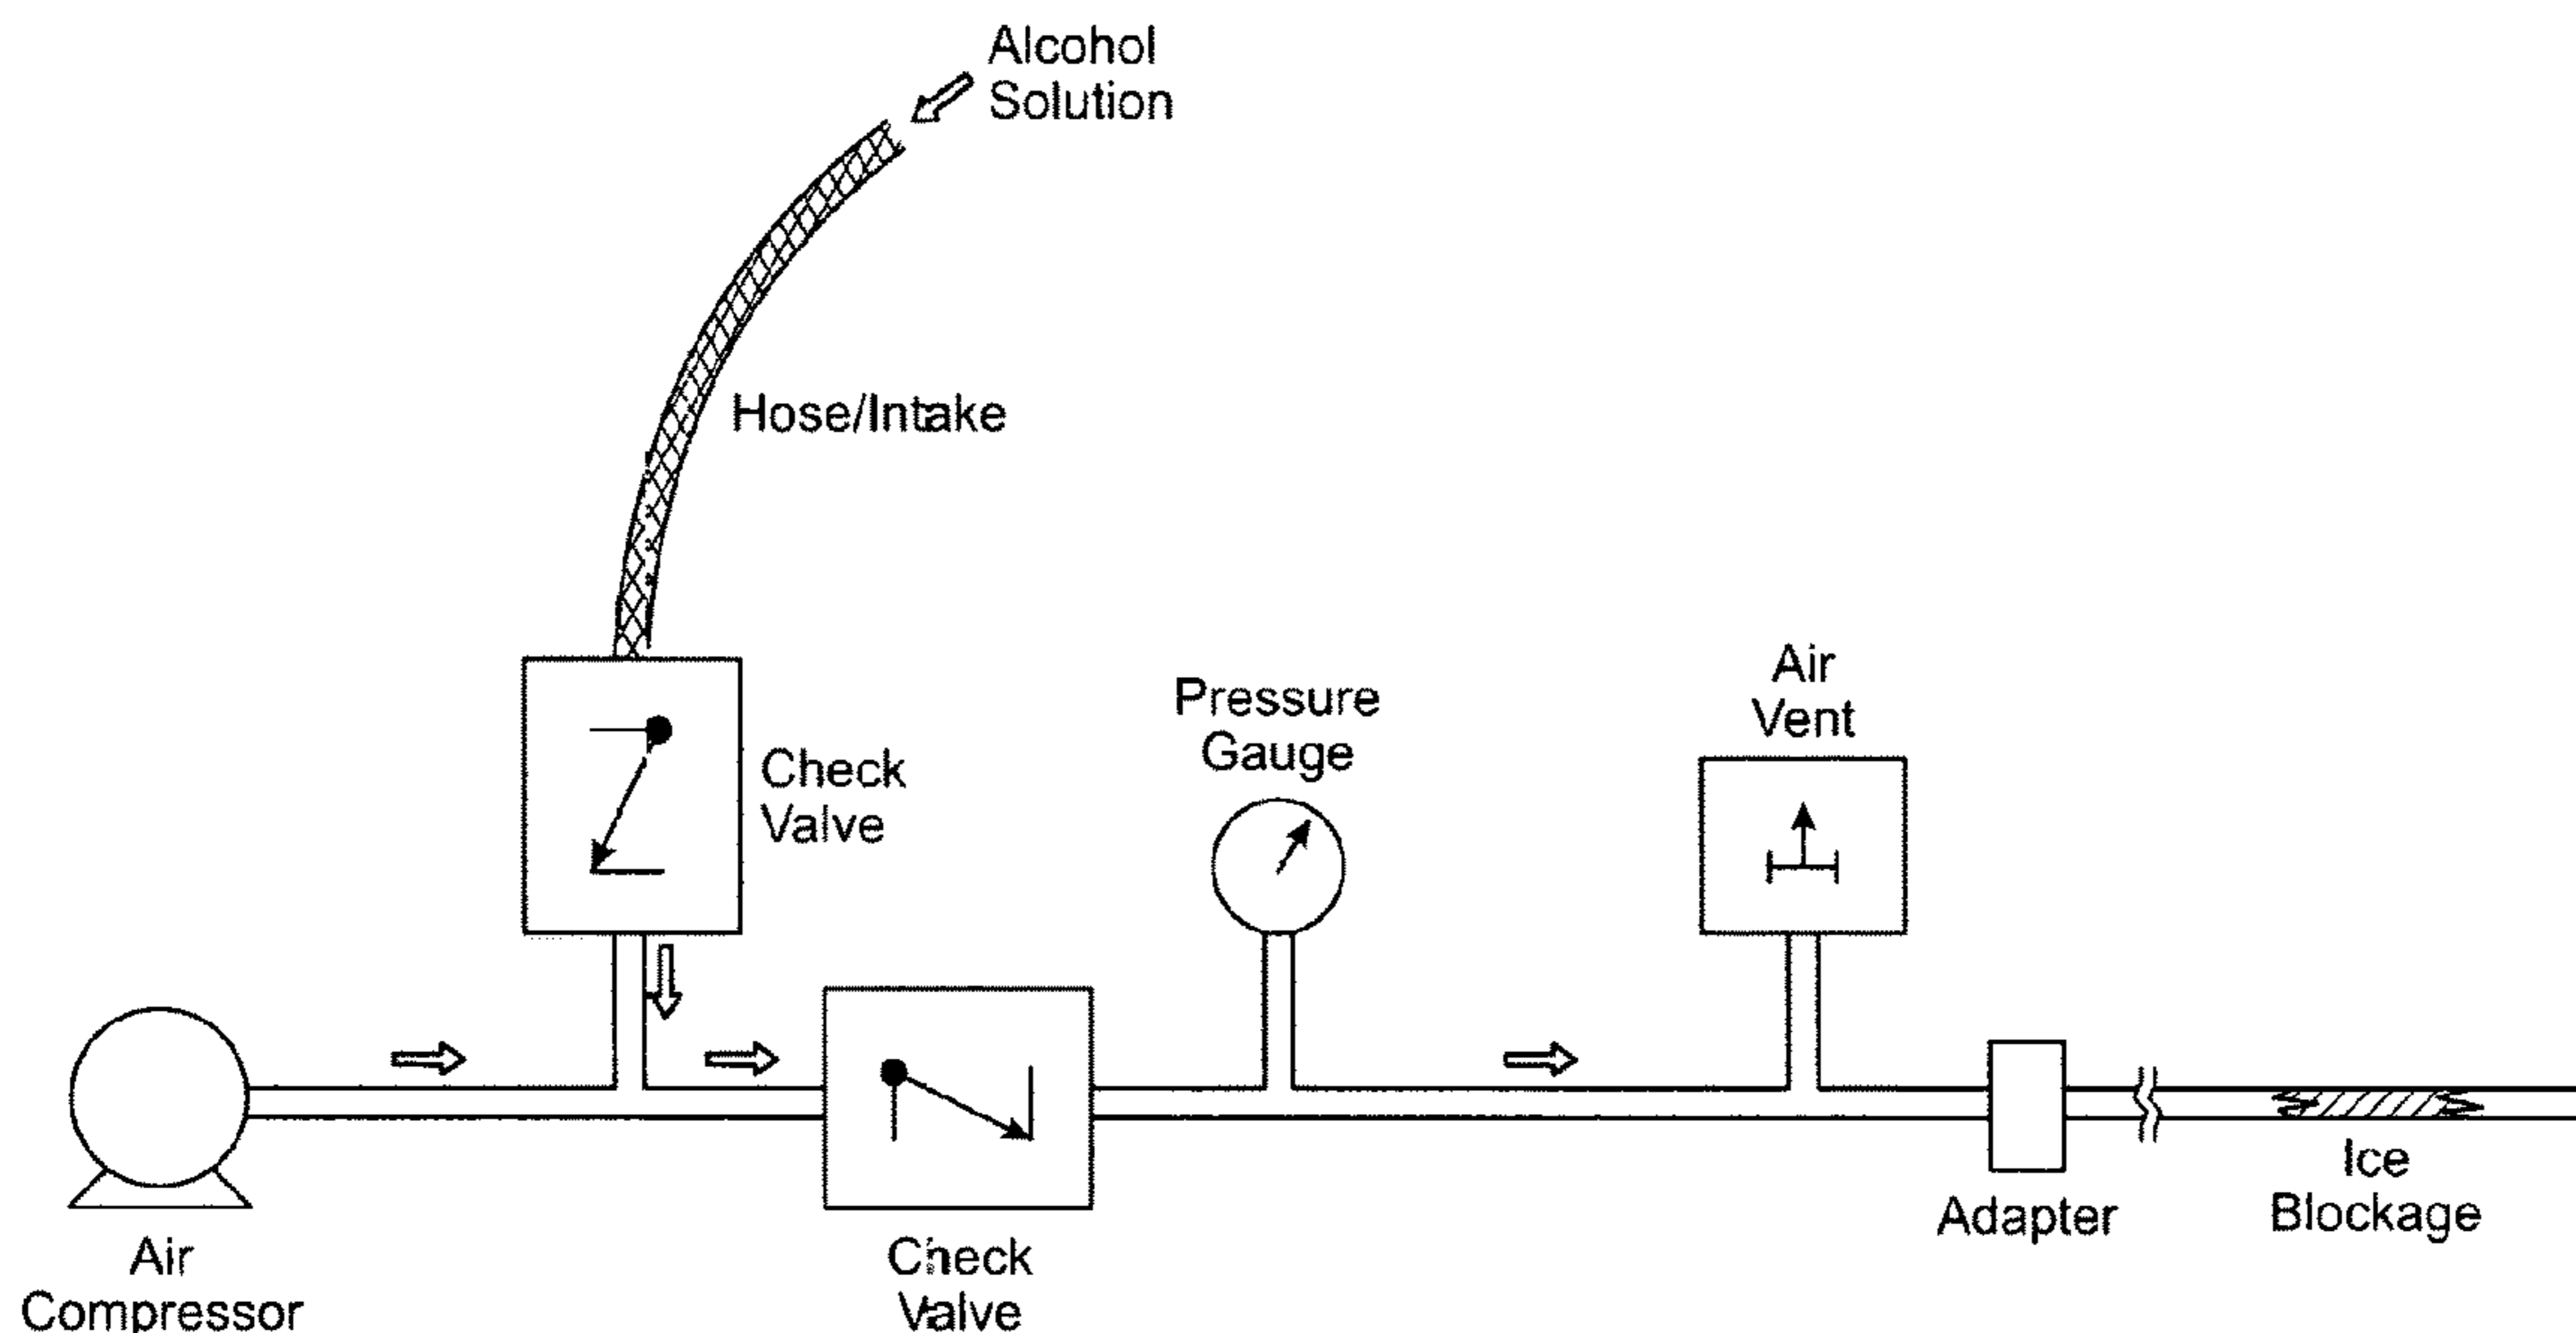 Alcohol
Solution
Hose/Intake
Check
Valve
Pressure
Gauge
Air
Vent
Air
Compressor
Check
Valve
Adapter
Ice
Blockage